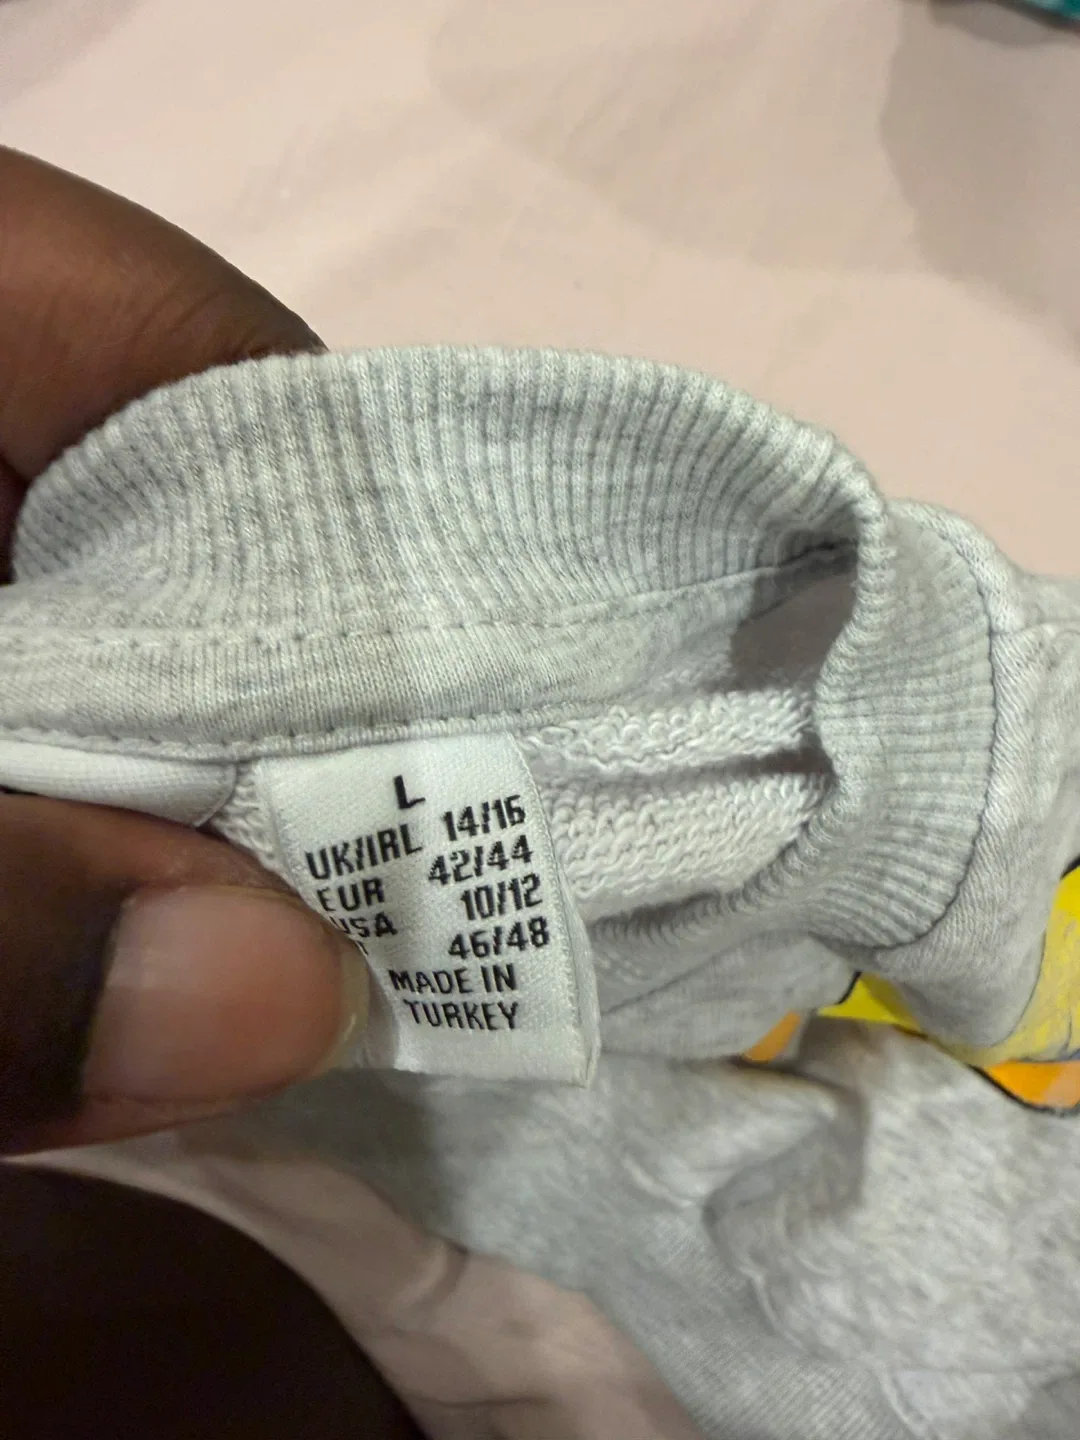 L
UK/IRL 14/16
EUR 42/44
USA 10/12
46/48
MADE IN
TURKEY